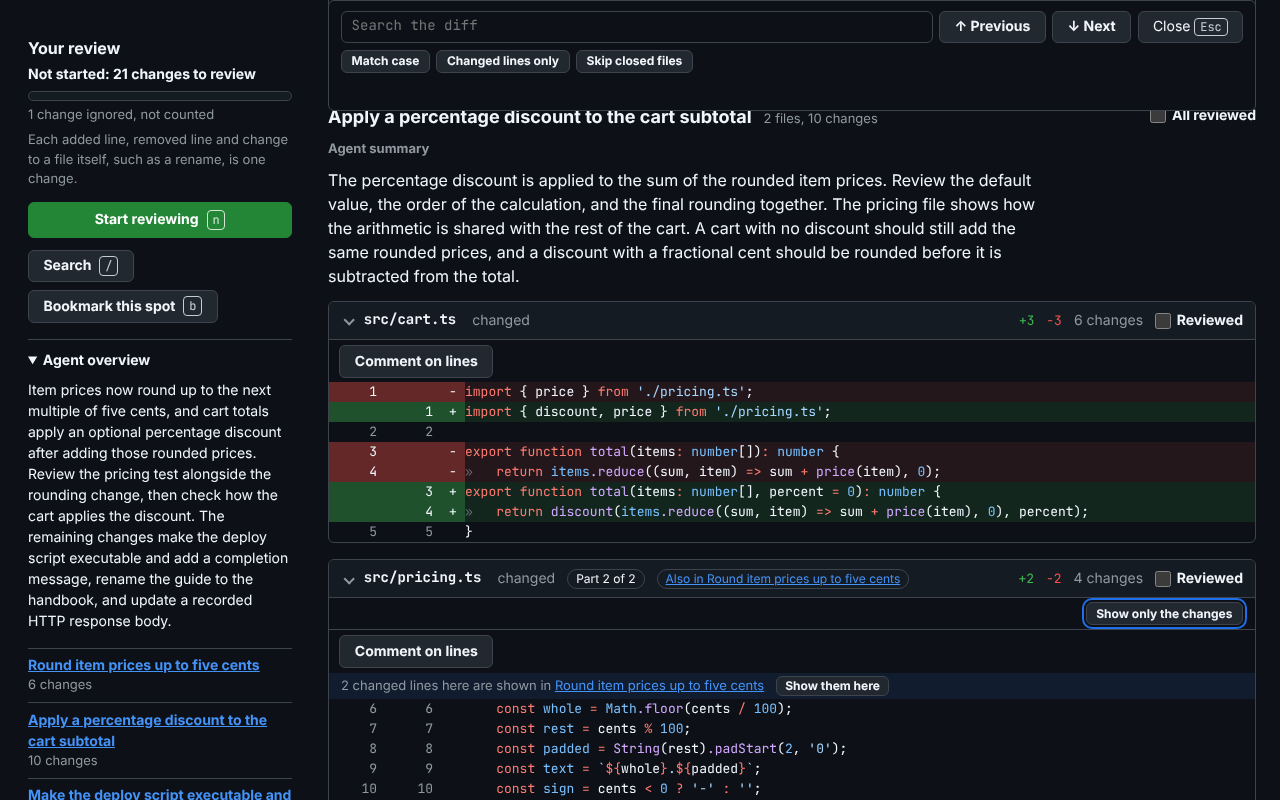 Your review
Not started: 21 changes to review
1 change ignored, not counted
Each added line, removed line and change
to a file itself, such as a rename, is one
change.
Start reviewing n
Search /
Bookmark this spot b
▼ Agent overview
Item prices now round up to the next
multiple of five cents, and cart totals
apply an optional percentage discount
after adding those rounded prices.
Review the pricing test alongside the
rounding change, then check how the
cart applies the discount. The
remaining changes make the deploy
script executable and add a completion
message, rename the guide to the
handbook, and update a recorded
HTTP response body.
Round item prices up to five cents
6 changes
Apply a percentage discount to the
cart subtotal
10 changes
Make the deploy script executable and
Search the diff
↑ Previous
↓ Next
Close Esc
Match case
Changed lines only
Skip closed files
Apply a percentage discount to the cart subtotal 2 files, 10 changes
All reviewed
Agent summary
The percentage discount is applied to the sum of the rounded item prices. Review the default
value, the order of the calculation, and the final rounding together. The pricing file shows how
the arithmetic is shared with the rest of the cart. A cart with no discount should still add the
same rounded prices, and a discount with a fractional cent should be rounded before it is
subtracted from the total.
src/cart.ts changed +3 -3 6 changes Reviewed
Comment on lines
1 - import { price } from './pricing.ts';
1 + import { discount, price } from './pricing.ts';
2 2
3 - export function total(items: number[]): number {
4 - »   return items.reduce((sum, item) => sum + price(item), 0);
3 + export function total(items: number[], percent = 0): number {
4 + »   return discount(items.reduce((sum, item) => sum + price(item), 0), percent);
5 5 }
src/pricing.ts changed Part 2 of 2 Also in Round item prices up to five cents +2 -2 4 changes Reviewed
Show only the changes
Comment on lines
2 changed lines here are shown in Round item prices up to five cents Show them here
6 6 const whole = Math.floor(cents / 100);
7 7 const rest = cents % 100;
8 8 const padded = String(rest).padStart(2, '0');
9 9 const text = `${whole}.${padded}`;
10 10 const sign = cents < 0 ? '-' : '';